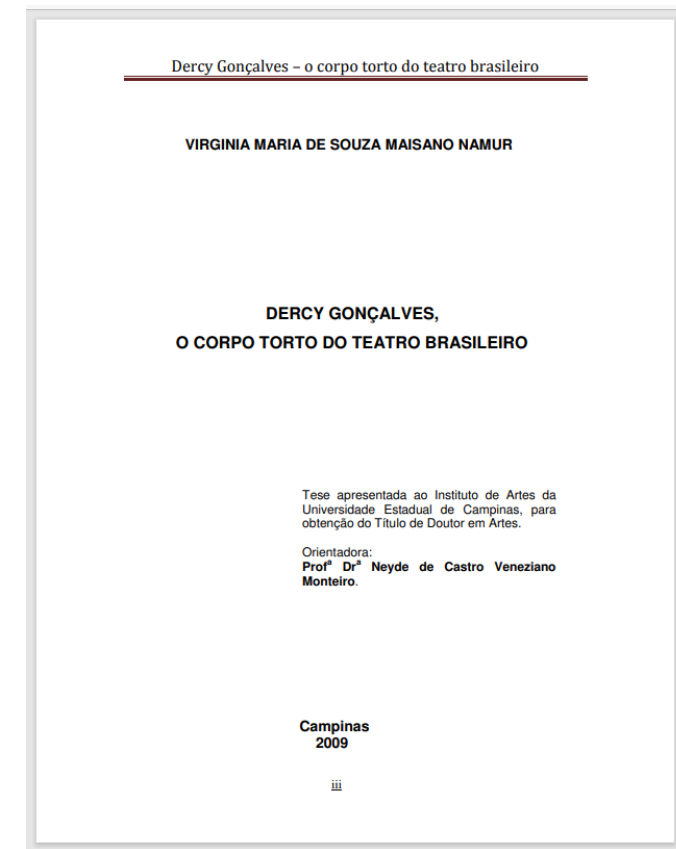 Dercy Gonçalves – o corpo torto do teatro brasileiro
VIRGINIA MARIA DE SOUZA MAISANO NAMUR
DERCY GONÇALVES,
O CORPO TORTO DO TEATRO BRASILEIRO
Tese apresentada ao Instituto de Artes da
Universidade Estadual de Campinas, para
obtenção do Título de Doutor em Artes.
Orientadora:
Profª Drª Neyde de Castro Veneziano
Monteiro.
Campinas
2009
iii